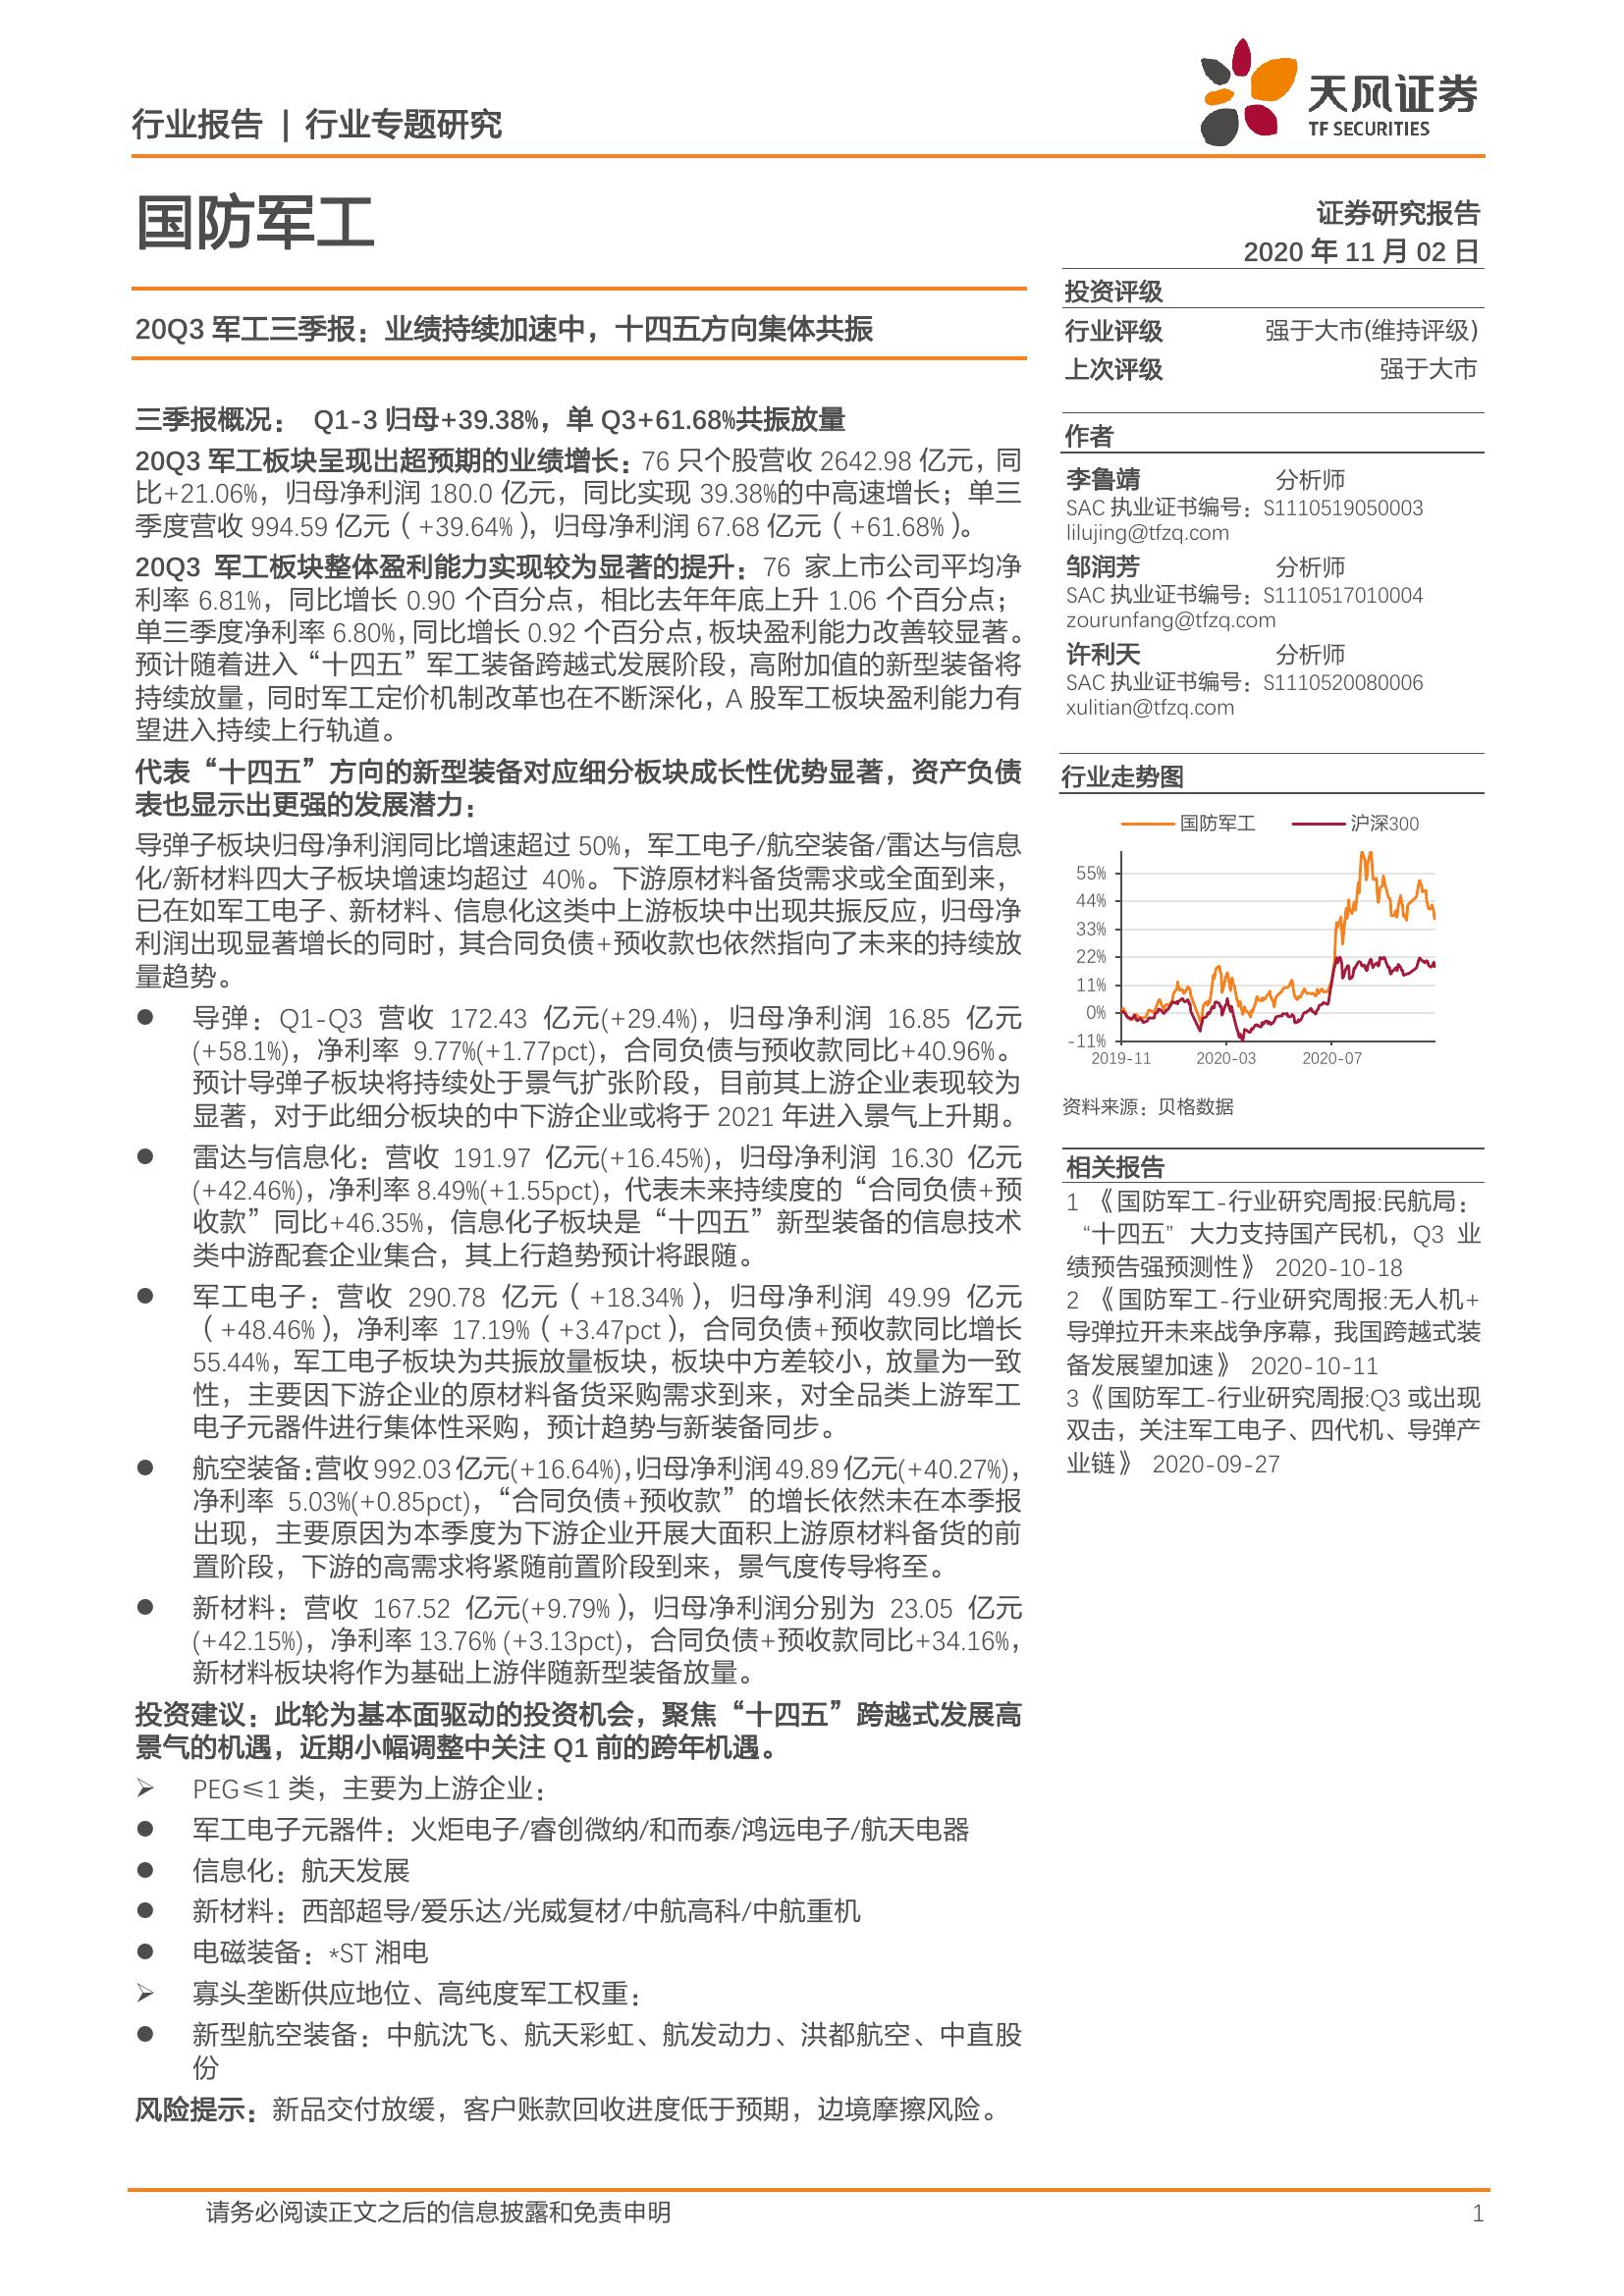 行业报告 | 行业专题研究
天风证券
TF SECURITIES
国防军工
证券研究报告
2020 年 11 月 02 日
20Q3 军工三季报：业绩持续加速中，十四五方向集体共振
三季报概况： Q1-3 归母+39.38%，单 Q3+61.68%共振放量
20Q3 军工板块呈现出超预期的业绩增长：76 只个股营收 2642.98 亿元，同
比+21.06%，归母净利润 180.0 亿元，同比实现 39.38%的中高速增长；单三
季度营收 994.59 亿元（+39.64%），归母净利润 67.68 亿元（+61.68%）。
20Q3 军工板块整体盈利能力实现较为显著的提升：76 家上市公司平均净
利率 6.81%，同比增长 0.90 个百分点，相比去年年底上升 1.06 个百分点；
单三季度净利率 6.80%，同比增长 0.92 个百分点，板块盈利能力改善较显著。
预计随着进入“十四五”军工装备跨越式发展阶段，高附加值的新型装备将
持续放量，同时军工定价机制改革也在不断深化，A 股军工板块盈利能力有
望进入持续上行轨道。
代表“十四五”方向的新型装备对应细分板块成长性优势显著，资产负债
表也显示出更强的发展潜力：
导弹子板块归母净利润同比增速超过 50%，军工电子/航空装备/雷达与信息
化/新材料四大子板块增速均超过 40%。下游原材料备货需求或全面到来，
已在如军工电子、新材料、信息化这类中上游板块中出现共振反应，归母净
利润出现显著增长的同时，其合同负债+预收款也依然指向了未来的持续放
量趋势。
● 导弹：Q1-Q3 营收 172.43 亿元(+29.4%)，归母净利润 16.85 亿元
(+58.1%)，净利率 9.77%(+1.77pct)，合同负债与预收款同比+40.96%。
预计导弹子板块将持续处于景气扩张阶段，目前其上游企业表现较为
显著，对于此细分板块的中下游企业或将于 2021 年进入景气上升期。
● 雷达与信息化：营收 191.97 亿元(+16.45%)，归母净利润 16.30 亿元
(+42.46%)，净利率 8.49%(+1.55pct)，代表未来持续度的“合同负债+预
收款”同比+46.35%，信息化子板块是“十四五”新型装备的信息技术
类中游配套企业集合，其上行趋势预计将跟随。
● 军工电子：营收 290.78 亿元（+18.34%），归母净利润 49.99 亿元
（+48.46%），净利率 17.19%（+3.47pct），合同负债+预收款同比增长
55.44%，军工电子板块为共振放量板块，板块中方差较小，放量为一致
性，主要因下游企业的原材料备货采购需求到来，对全品类上游军工
电子元器件进行集体性采购，预计趋势与新装备同步。
● 航空装备：营收 992.03 亿元(+16.64%)，归母净利润 49.89 亿元(+40.27%)，
净利率 5.03%(+0.85pct)，“合同负债+预收款”的增长依然未在本季报
出现，主要原因为本季度为下游企业开展大面积上游原材料备货的前
置阶段，下游的高需求将紧随前置阶段到来，景气度传导将至。
● 新材料：营收 167.52 亿元(+9.79%)，归母净利润分别为 23.05 亿元
(+42.15%)，净利率 13.76% (+3.13pct)，合同负债+预收款同比+34.16%，
新材料板块将作为基础上游伴随新型装备放量。
投资建议：此轮为基本面驱动的投资机会，聚焦“十四五”跨越式发展高
景气的机遇，近期小幅调整中关注 Q1 前的跨年机遇。
➢ PEG≤1 类，主要为上游企业：
● 军工电子元器件：火炬电子/睿创微纳/和而泰/鸿远电子/航天电器
● 信息化：航天发展
● 新材料：西部超导/爱乐达/光威复材/中航高科/中航重机
● 电磁装备：*ST 湘电
➢ 寡头垄断供应地位、高纯度军工权重：
● 新型航空装备：中航沈飞、航天彩虹、航发动力、洪都航空、中直股
份
风险提示：新品交付放缓，客户账款回收进度低于预期，边境摩擦风险。
投资评级
行业评级 强于大市(维持评级)
上次评级 强于大市
作者
李鲁靖 分析师
SAC 执业证书编号：S1110519050003
lilujing@tfzq.com
邹润芳 分析师
SAC 执业证书编号：S1110517010004
zourunfang@tfzq.com
许利天 分析师
SAC 执业证书编号：S1110520080006
xulitian@tfzq.com
行业走势图
国防军工 沪深300
55%
44%
33%
22%
11%
0%
-11%
2019-11 2020-03 2020-07
资料来源：贝格数据
相关报告
1 《国防军工-行业研究周报:民航局：
“十四五”大力支持国产民机，Q3 业
绩预告强预测性》 2020-10-18
2 《国防军工-行业研究周报:无人机+
导弹拉开未来战争序幕，我国跨越式装
备发展望加速》 2020-10-11
3《国防军工-行业研究周报:Q3 或出现
双击，关注军工电子、四代机、导弹产
业链》 2020-09-27
请务必阅读正文之后的信息披露和免责申明 1